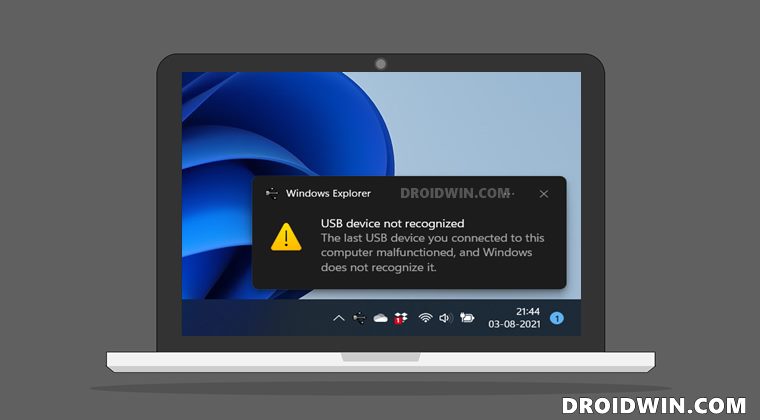 Windows Explorer
DROIDWIN.COM
USB device not recognized
The last USB device you connected to this
computer malfunctioned, and Windows
does not recognize it.
21:44
03-08-2021
1
1
DROIDWIN.COM